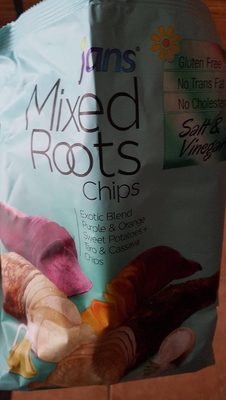 jans
Gluten Free
No Trans Fat
No Cholester
Salt &
Vinegar
Mixed
Roots
Chips
Exotic Blend
Purple & Orange
Sweet Potatoes +
Taro & Cassava
Chips